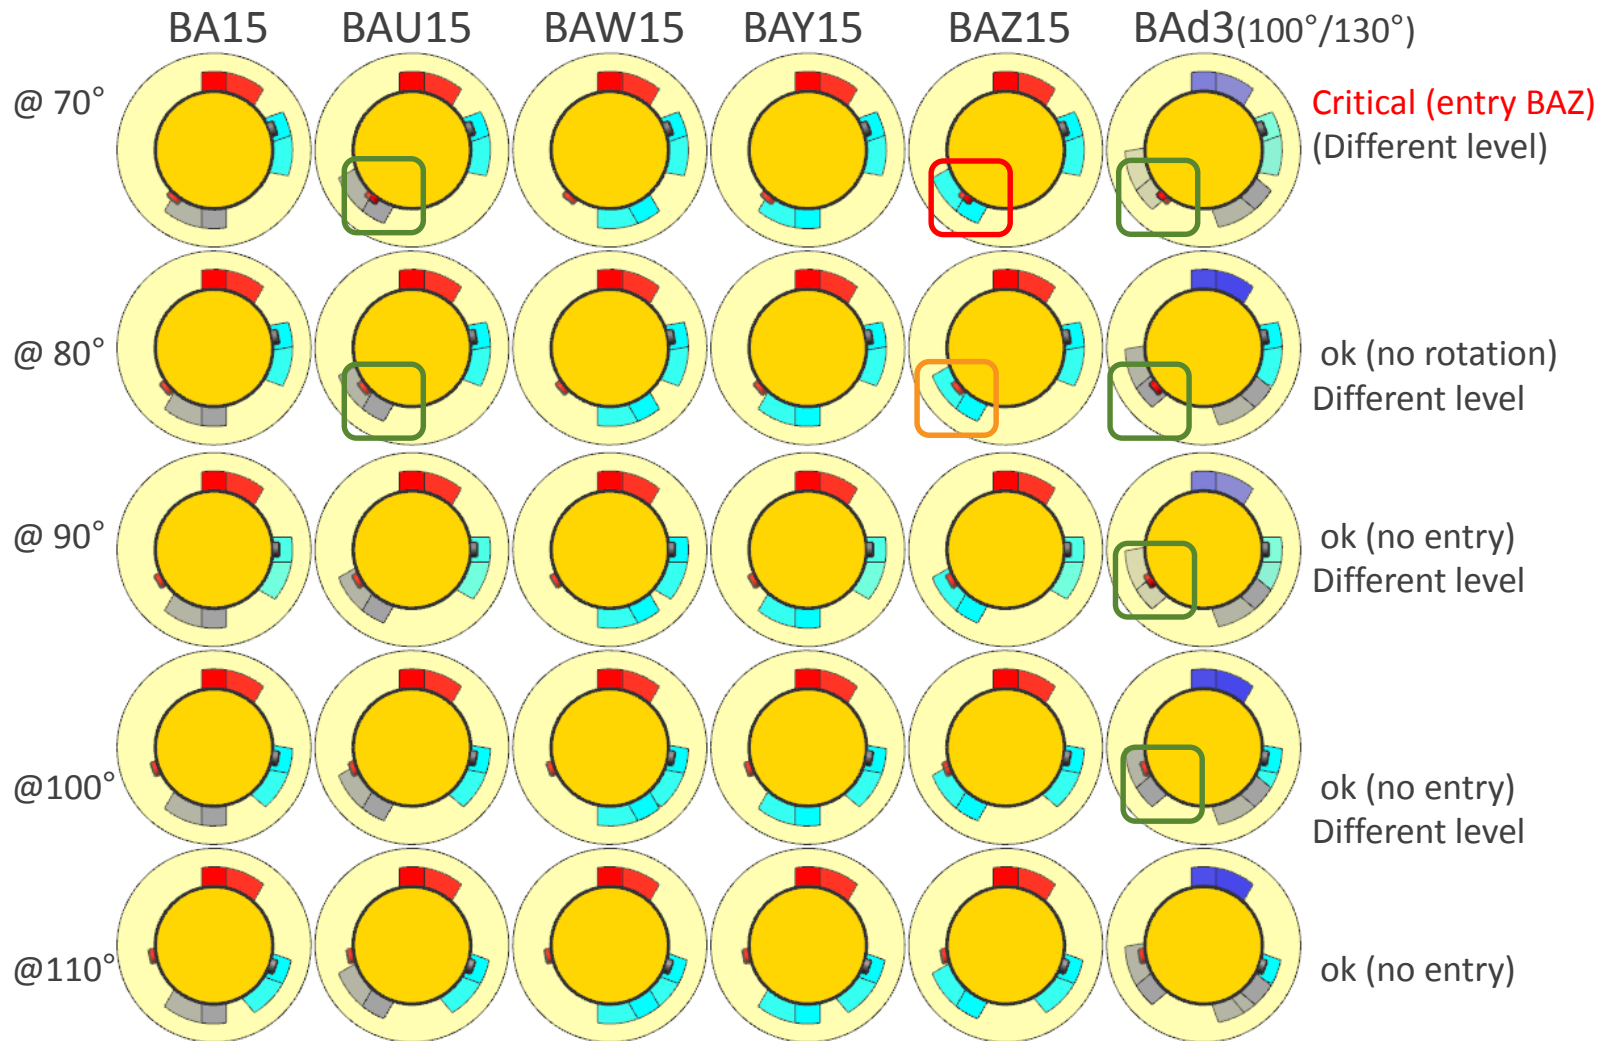 BA15 BAU15 BAW15 BAY15 BAZ15 BAd3(100°/130°)
@ 70°
Critical (entry BAZ)
(Different level)
@ 80°
ok (no rotation)
Different level
@ 90°
ok (no entry)
Different level
@100°
ok (no entry)
Different level
@110°
ok (no entry)